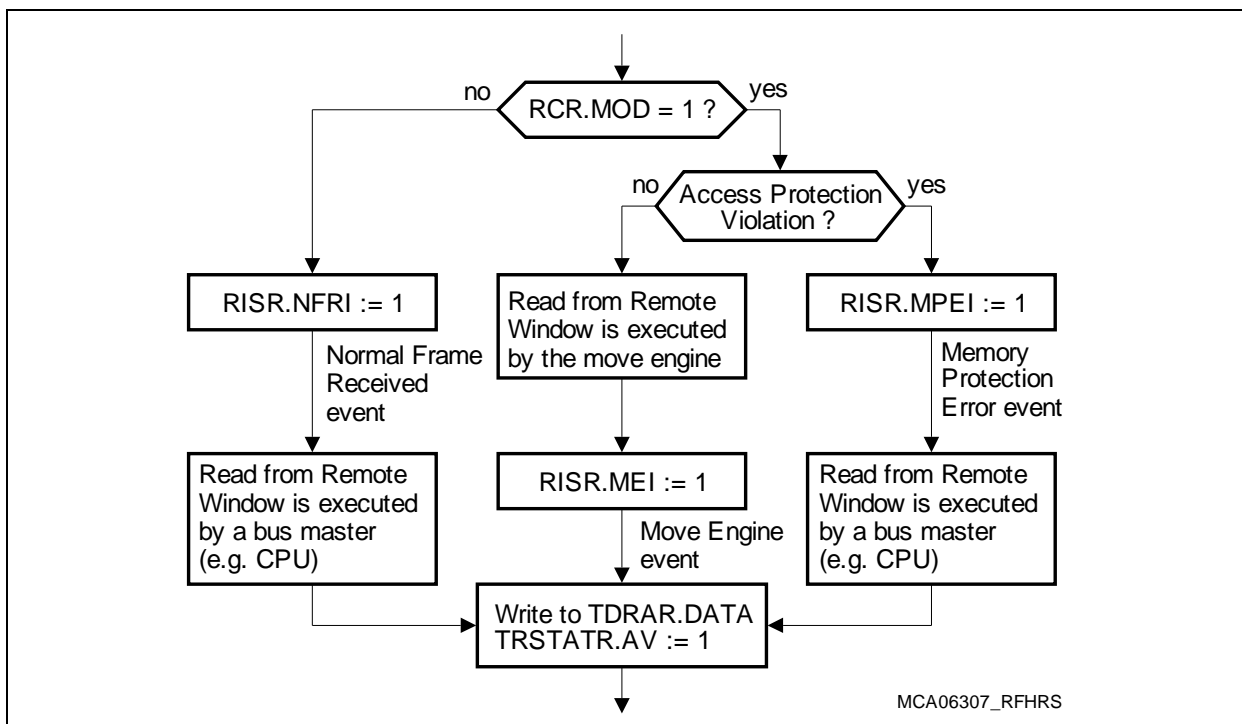 no
RCR.MOD = 1 ?
yes
no
Access Protection
Violation ?
yes
RISR.NFRI := 1
Normal Frame
Received
event
Read from Remote
Window is executed
by a bus master
(e.g. CPU)
Read from Remote
Window is executed
by the move engine
RISR.MEI := 1
Move Engine
event
RISR.MPEI := 1
Memory
Protection
Error event
Read from Remote
Window is executed
by a bus master
(e.g. CPU)
Write to TDRAR.DATA
TRSTATR.AV := 1
MCA06307_RFHRS